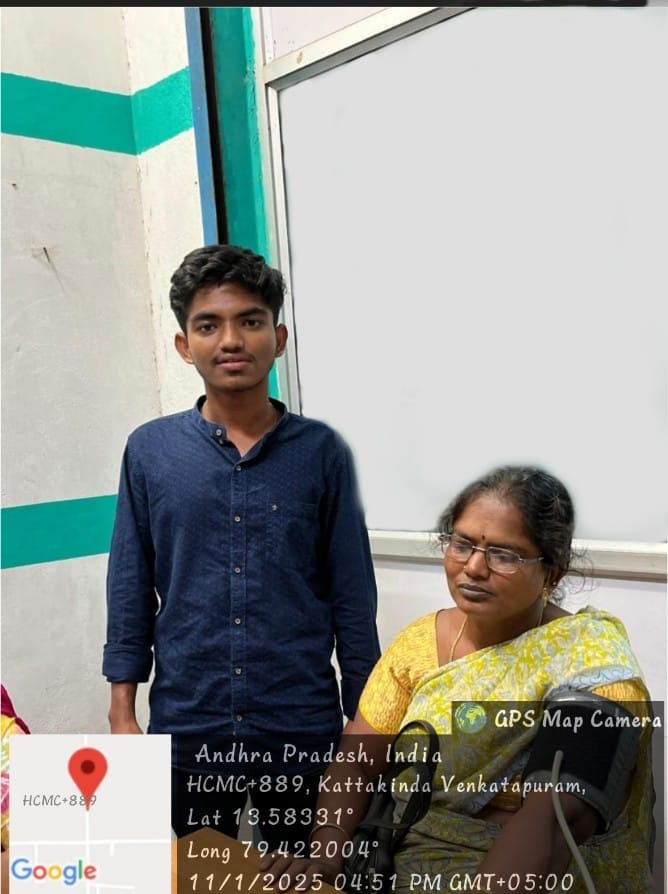 GPS Map Camera
Andhra Pradesh, India
HCMC+889, Kattakinda Venkatapuram,
Lat 13.58331°
Long 79.422004°
11/1/2025 04:51 PM GMT+05:00
HCMC+889
Google